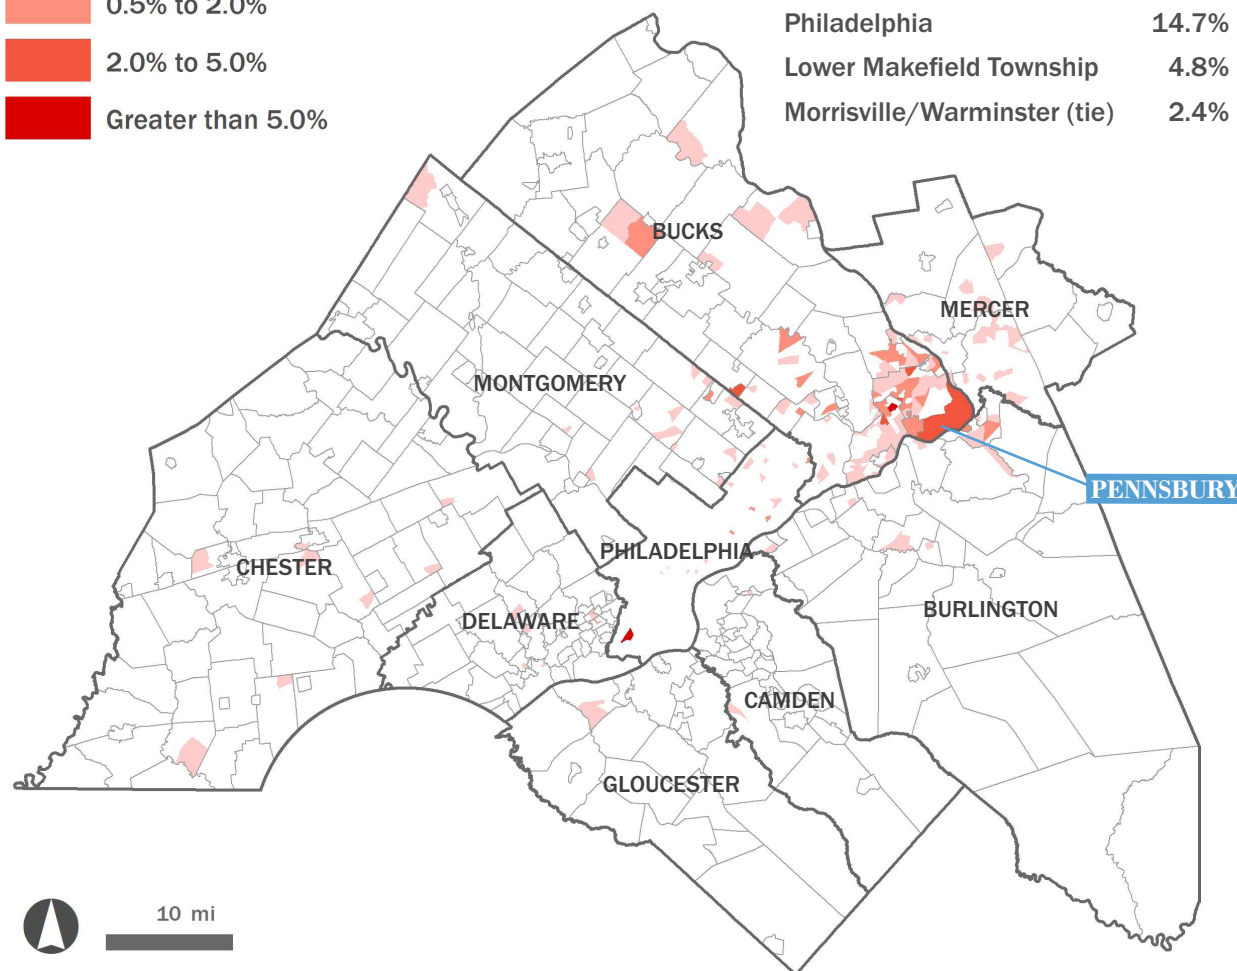 0.5% to 2.0%
2.0% to 5.0%
Greater than 5.0%
Philadelphia 14.7%
Lower Makefield Township 4.8%
Morrisville/Warminster (tie) 2.4%
BUCKS
MERCER
MONTGOMERY
PENNSBURY
PHILADELPHIA
CHESTER
DELAWARE
BURLINGTON
CAMDEN
GLOUCESTER
10 mi